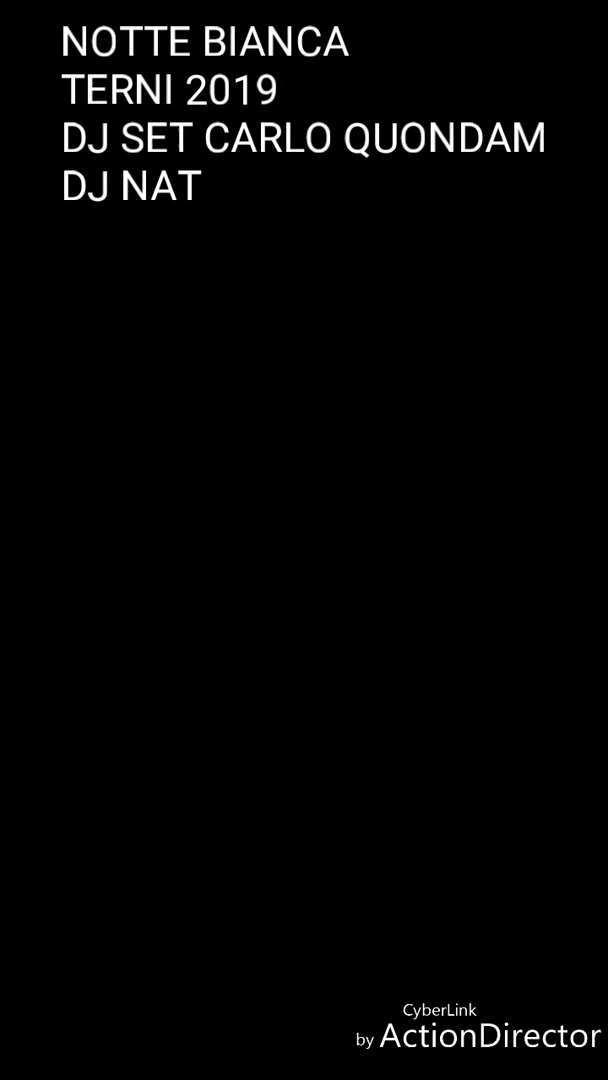 NOTTE BIANCA
TERNI 2019
DJ SET CARLO QUONDAM
DJ NAT
CyberLink
by ActionDirector